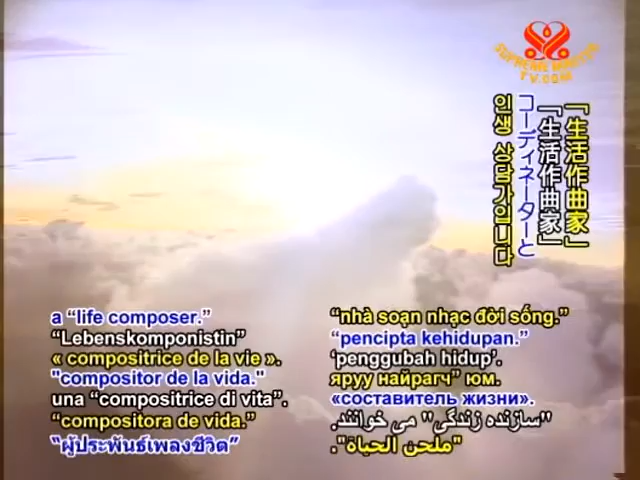 SUPREME MASTER
TV.COM
「生活作曲家」
「生活作曲家」
コーディネーターと
인생 상담가입니다
a “life composer.”
“Lebenskomponistin”
« compositrice de la vie ».
"compositor de la vida."
una “compositrice di vita”.
“compositora de vida.”
“ผู้ประพันธ์เพลงชีวิต”
“nhà soạn nhạc đời sống.”
“pencipta kehidupan.”
‘penggubah hidup’.
яруу найрагч” юм.
«составитель жизни».
"سازنده زندگی" می خوانند.
"ملحن الحياة".